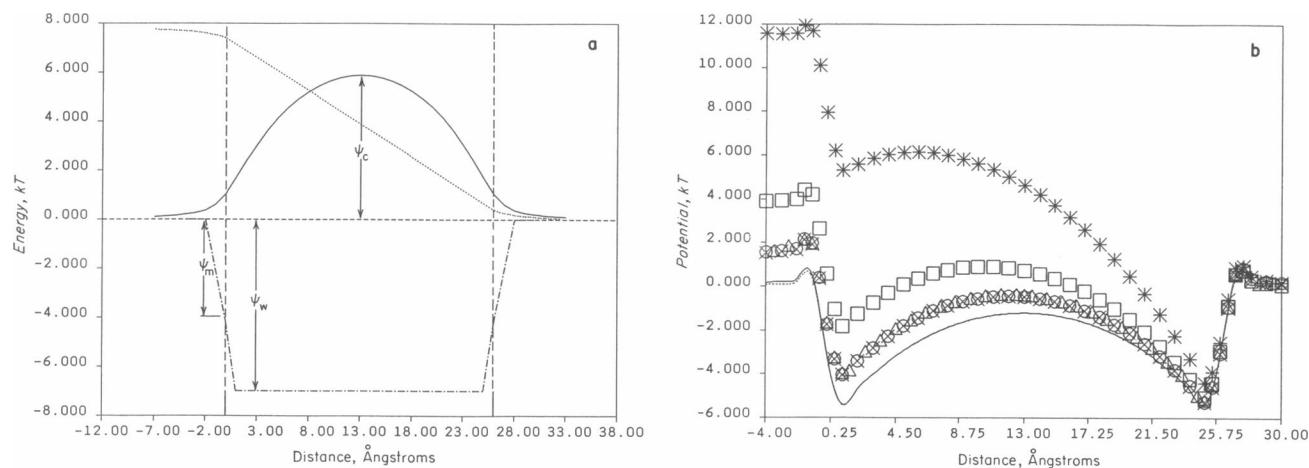 8.000
6.000
4.000
2.000
0.000
-2.000
-4.000
-6.000
-8.000
Energy, kT
a
ψc
ψm
ψw
-12.00 -7.00 -2.00 3.00 8.00 13.00 18.00 23.00 28.00 33.00 38.00
Distance, Ångstroms
12.000
10.000
8.000
6.000
4.000
2.000
0.000
-2.000
-4.000
-6.000
Potential, kT
b
-4.00 0.25 4.50 8.75 13.00 17.25 21.50 25.75 30.00
Distance, Ångstroms